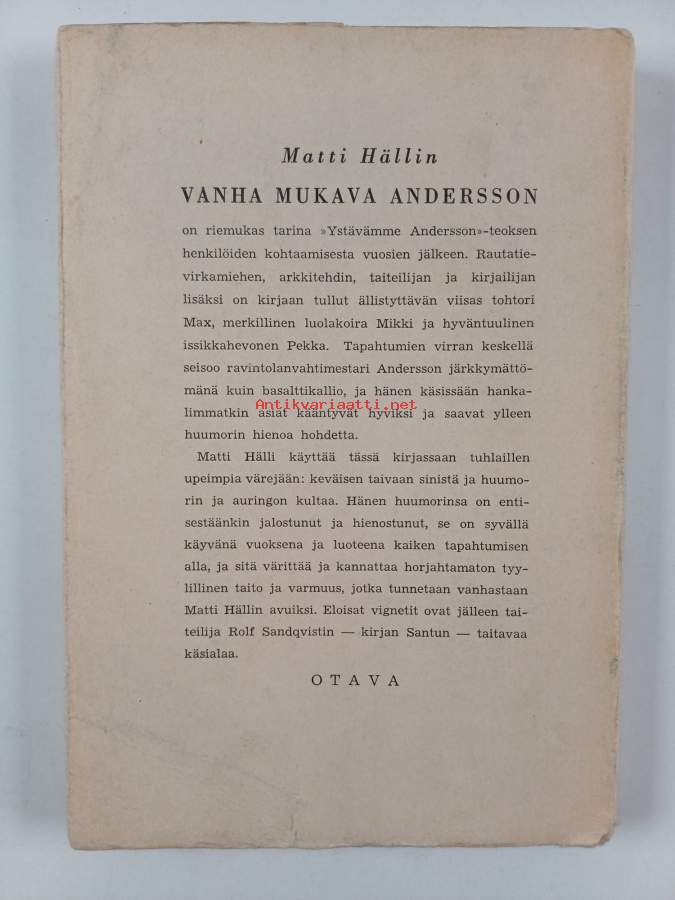 Matti Hällin
VANHA MUKAVA ANDERSSON
on riemukas tarina »Ystävämme Andersson»-teoksen
henkilöiden kohtaamisesta vuosien jälkeen. Rautatie-
virkamiehen, arkkitehdin, taiteilijan ja kirjailijan
lisäksi on kirjaan tullut ällistyttävän viisas tohtori
Max, merkillinen luolakoira Mikki ja hyväntuulinen
issikkahevonen Pekka. Tapahtumien virran keskellä
seisoo ravintolanvahtimestari Andersson järkkymättö-
mänä kuin basalttikallio, ja hänen käsissään hanka-
Antikvariaatti.net
limmatkin asiat kääntyvät hyviksi ja saavat ylleen
huumorin hienoa hohdetta.
Matti Hälli käyttää tässä kirjassaan tuhlaillen
upeimpia värejään: keväisen taivaan sinistä ja huumo-
rin ja auringon kultaa. Hänen huumorinsa on enti-
sestäänkin jalostunut ja hienostunut, se on syvällä
käyvänä vuoksena ja luoteena kaiken tapahtumisen
alla, ja sitä värittää ja kannattaa horjahtamaton tyy-
lillinen taito ja varmuus, jotka tunnetaan vanhastaan
Matti Hällin avuiksi. Eloisat vignetit ovat jälleen tai-
teilija Rolf Sandqvistin — kirjan Santun — taitavaa
käsialaa.
OTAVA